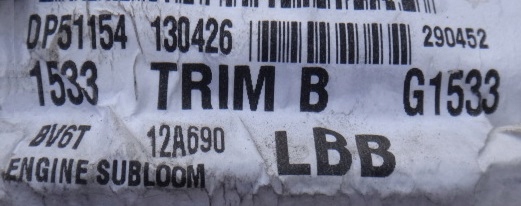 DP51154 130426 290452
1533 TRIM B G1533
BV6T 12A690 LBB
ENGINE SUBLOOM